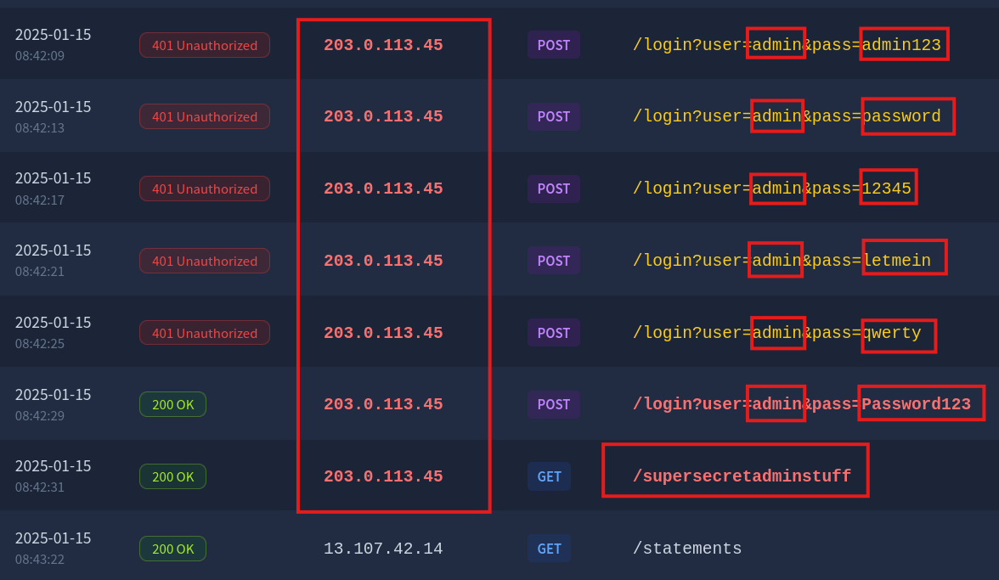 2025-01-15 401 Unauthorized 203.0.113.45 POST /login?user=admin&pass=admin123
08:42:09
2025-01-15 401 Unauthorized 203.0.113.45 POST /login?user=admin&pass=password
08:42:13
2025-01-15 401 Unauthorized 203.0.113.45 POST /login?user=admin&pass=12345
08:42:17
2025-01-15 401 Unauthorized 203.0.113.45 POST /login?user=admin&pass=letmein
08:42:21
2025-01-15 401 Unauthorized 203.0.113.45 POST /login?user=admin&pass=qwerty
08:42:25
2025-01-15 200 OK 203.0.113.45 POST /login?user=admin&pass=Password123
08:42:29
2025-01-15 200 OK 203.0.113.45 GET /supersecretadminstuff
08:42:31
2025-01-15 200 OK 13.107.42.14 GET /statements
08:43:22